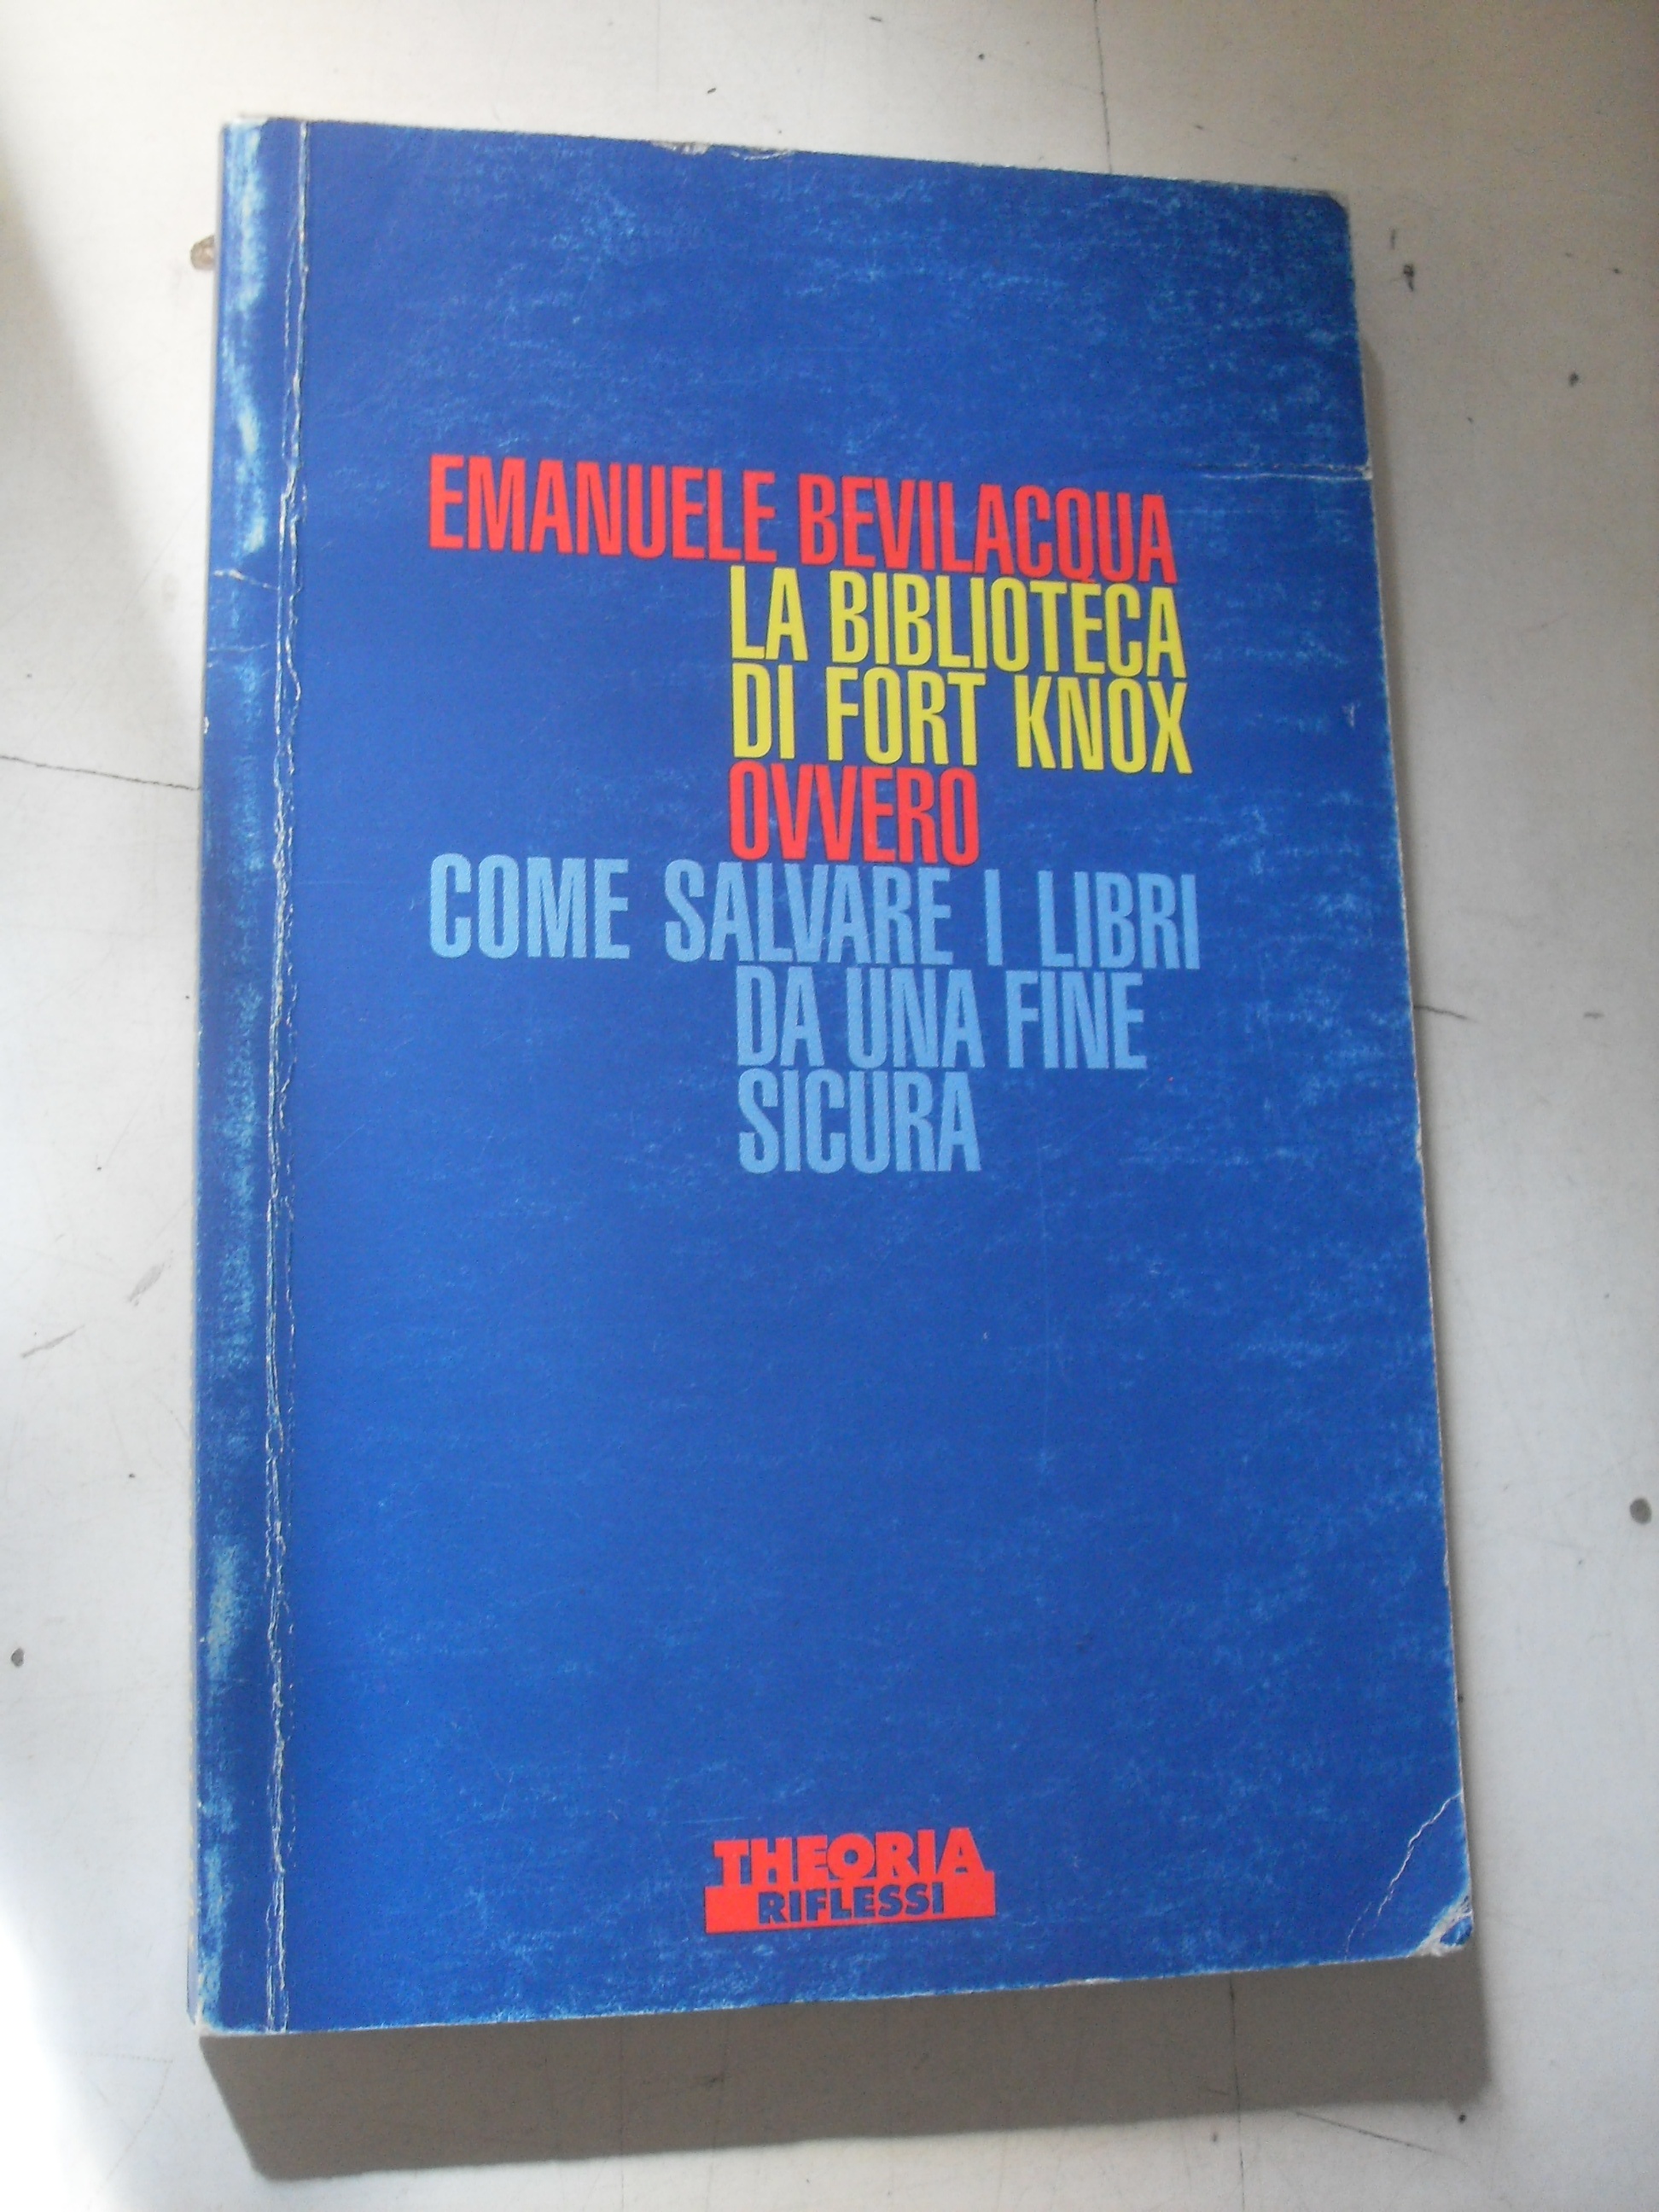 EMANUELE BEVILACQUA
LA BIBLIOTECA
DI FORT KNOX
OVVERO
COME SALVARE I LIBRI
DA UNA FINE
SICURA
THEORIA
RIFLESSI